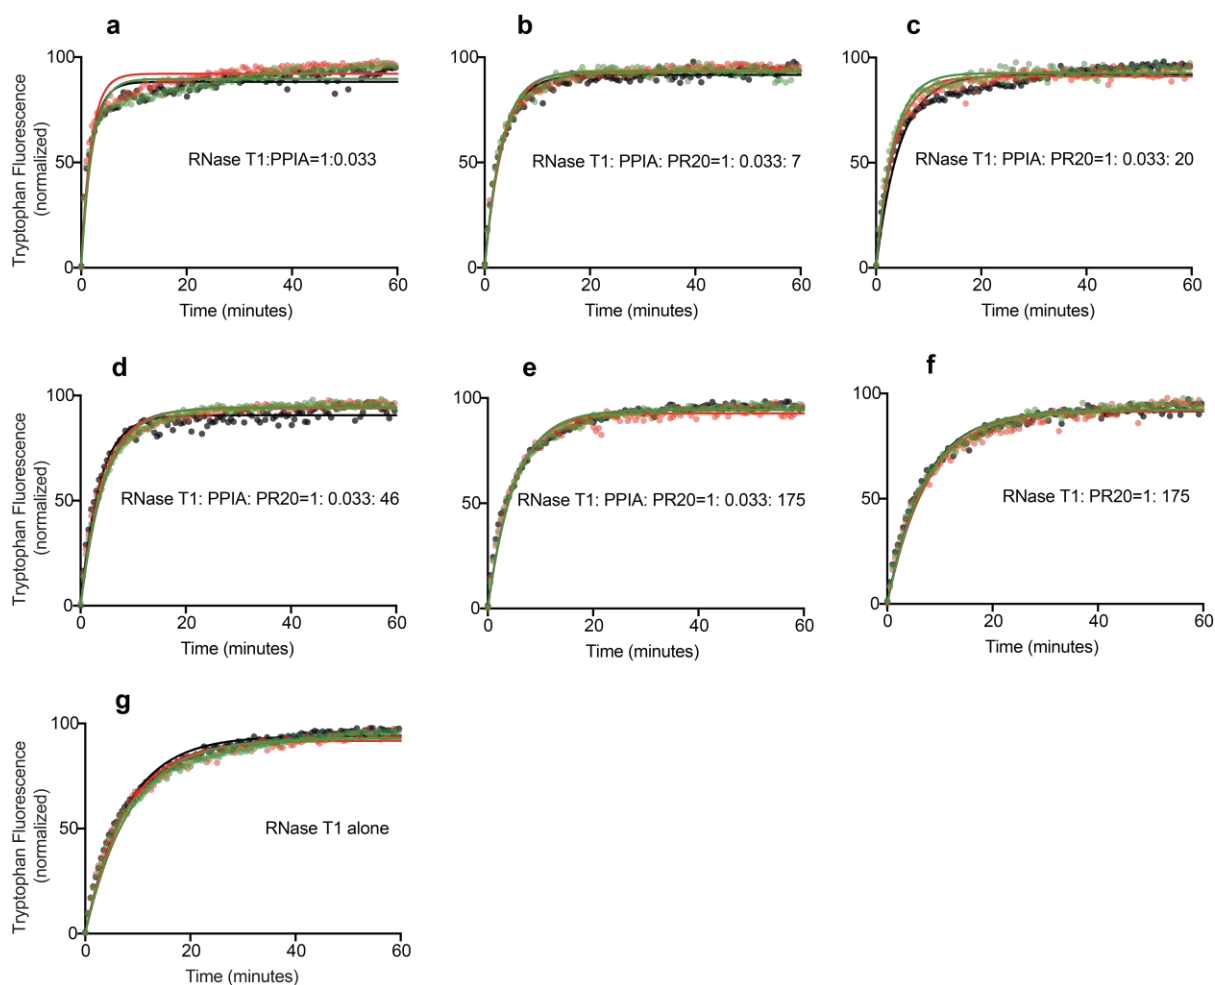 a
b
c
Tryptophan Fluorescence
(normalized)
100
50
0
RNase T1:PPIA=1:0.033
0 20 40 60
Time (minutes)
100
50
0
RNase T1: PPIA: PR20=1: 0.033: 7
0 20 40 60
Time (minutes)
100
50
0
RNase T1: PPIA: PR20=1: 0.033: 20
0 20 40 60
Time (minutes)
d
e
f
Tryptophan Fluorescence
(normalized)
100
50
0
RNase T1: PPIA: PR20=1: 0.033: 46
0 20 40 60
Time (minutes)
100
50
0
RNase T1: PPIA: PR20=1: 0.033: 175
0 20 40 60
Time (minutes)
100
50
0
RNase T1: PR20=1: 175
0 20 40 60
Time (minutes)
g
Tryptophan Fluorescence
(normalized)
100
50
0
RNase T1 alone
0 20 40 60
Time (minutes)